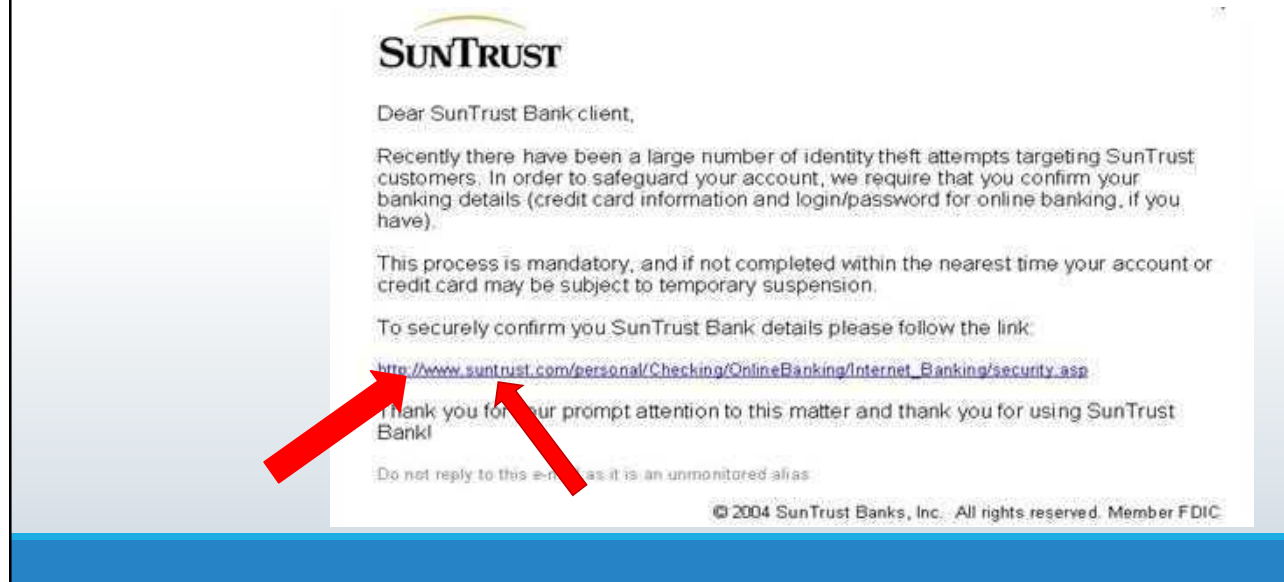 SUNTRUST
Dear SunTrust Bank client,
Recently there have been a large number of identity theft attempts targeting SunTrust
customers. In order to safeguard your account, we require that you confirm your
banking details (credit card information and login/password for online banking, if you
have).
This process is mandatory, and if not completed within the nearest time your account or
credit card may be subject to temporary suspension.
To securely confirm you SunTrust Bank details please follow the link:
http://www.suntrust.com/personal/Checking/OnlineBanking/Internet_Banking/security.asp
Thank you for your prompt attention to this matter and thank you for using SunTrust
Bank!
Do not reply to this e-mail as it is an unmonitored alias
© 2004 SunTrust Banks, Inc. All rights reserved. Member FDIC